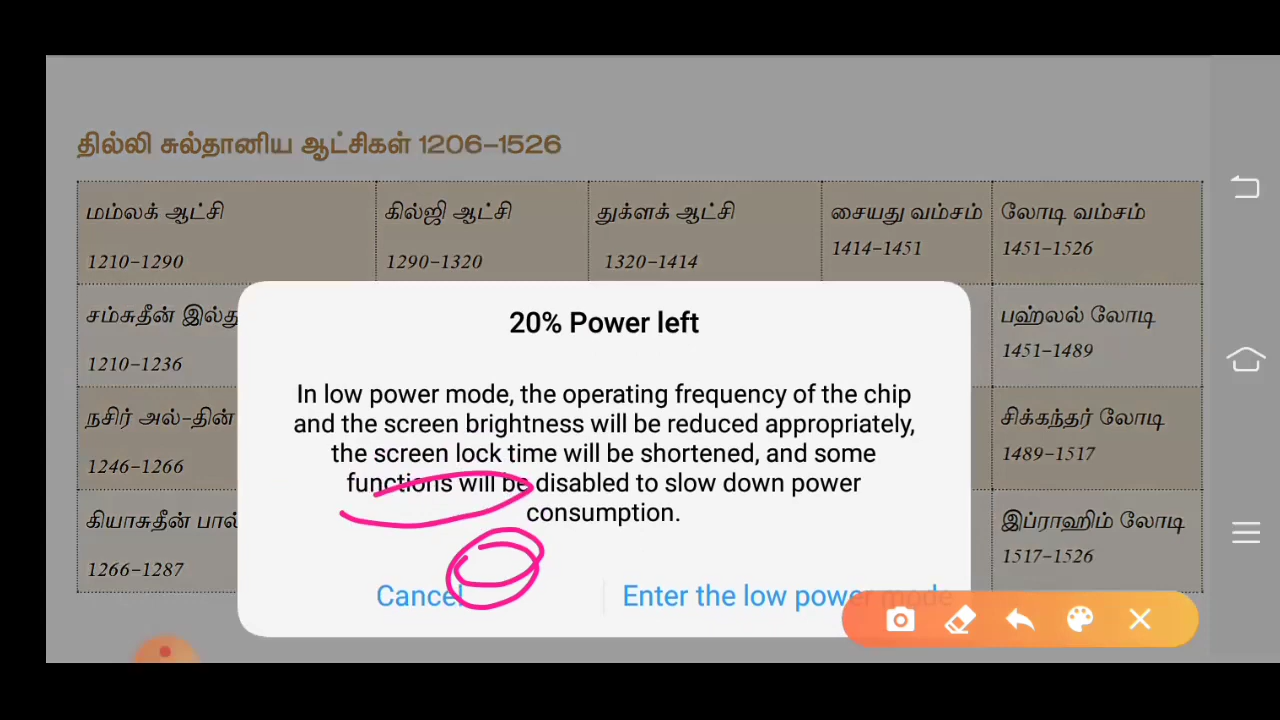 தில்லி சுல்தானிய ஆட்சிகள் 1206–1526
மம்லக் ஆட்சி கில்ஜி ஆட்சி துக்ளக் ஆட்சி சையது வம்சம் லோடி வம்சம்
1210–1290 1290–1320 1320–1414 1414–1451 1451–1526
20% Power left
சம்சுதீன் பஹ்லல் லோடி
1210–1236 1451–1489
In low power mode, the operating frequency of the chip
and the screen brightness will be reduced appropriately,
the screen lock time will be shortened, and some
functions will be disabled to slow down power
consumption.
நசிர் அல்-தின் சிக்கந்தர் லோடி
1246–1266 1489–1517
கியாசுதீன் இப்ராஹிம் லோடி
1266–1287 1517–1526
Cancel Enter the low power mode